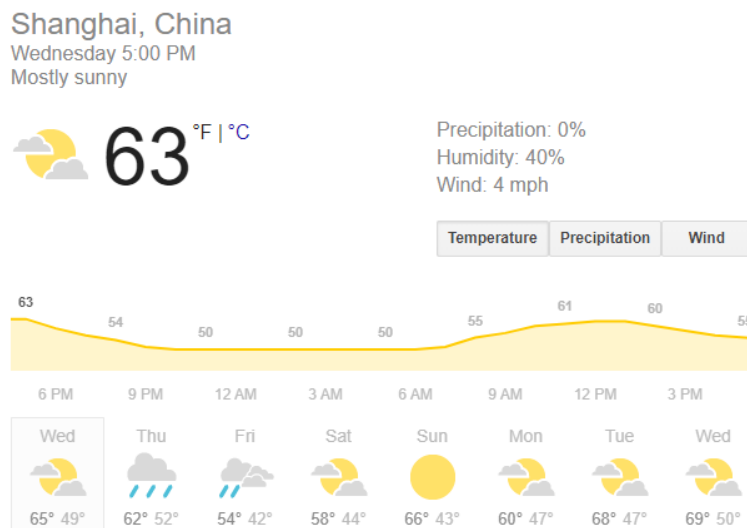 Shanghai, China
Wednesday 5:00 PM
Mostly sunny
63 °F | °C
Precipitation: 0%
Humidity: 40%
Wind: 4 mph
Temperature Precipitation Wind
63 54 50 50 50 55 61 60
6 PM 9 PM 12 AM 3 AM 6 AM 9 AM 12 PM 3 PM
Wed Thu Fri Sat Sun Mon Tue Wed
65° 49° 62° 52° 54° 42° 58° 44° 66° 43° 60° 47° 68° 47° 69° 50°